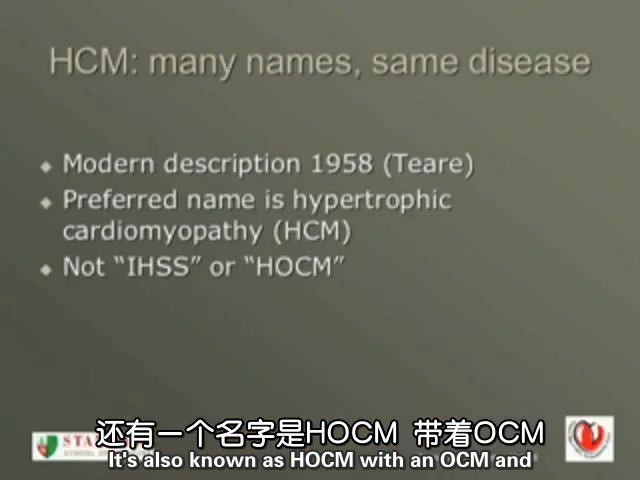 HCM: many names, same disease
Modern description 1958 (Teare)
Preferred name is hypertrophic
cardiomyopathy (HCM)
Not “IHSS” or “HOCM”
还有一个名字是HOCM 带着OCM
It's also known as HOCM with an OCM and